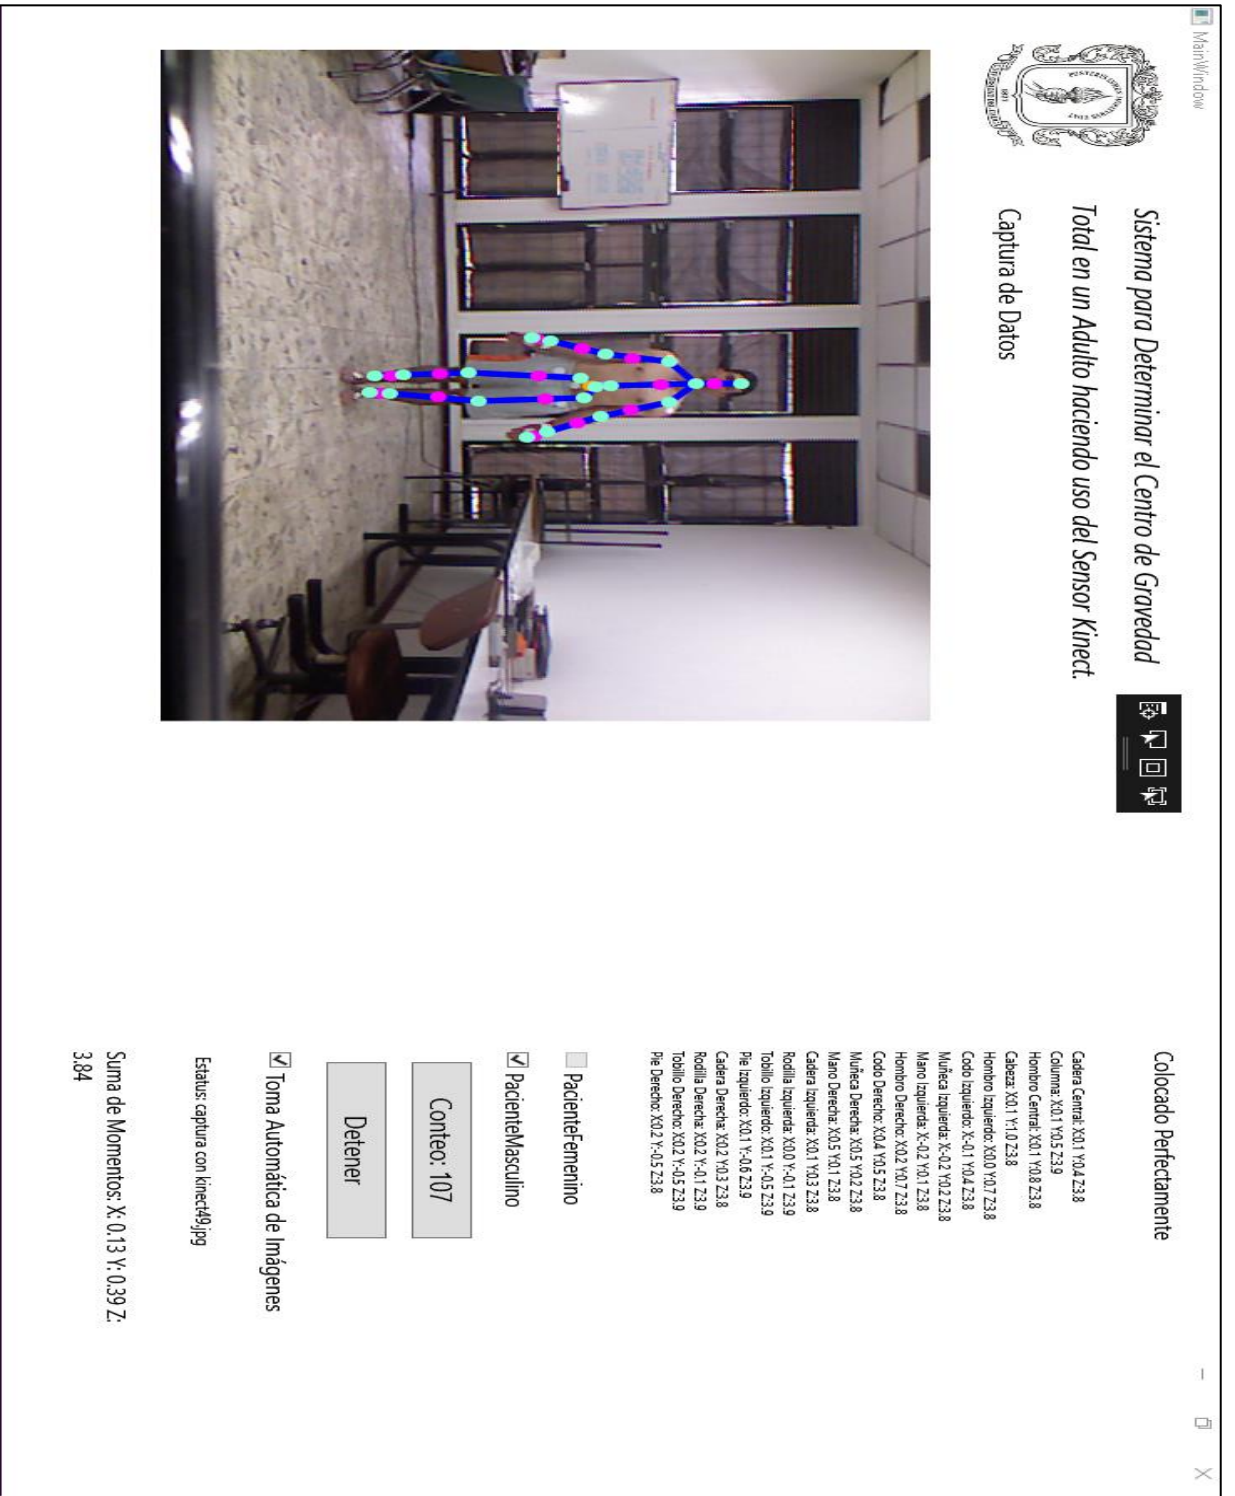 MainWindow
Sistema para Determinar el Centro de Gravedad
Total en un Adulto haciendo uso del Sensor Kinect.
Captura de Datos
Colocado Perfectamente
Cadera Central: X:0.1 Y:0.4 Z:3.8
Columna: X:0.1 Y:0.5 Z:3.9
Hombro Central: X:0.1 Y:0.8 Z:3.8
Cabeza: X:0.1 Y:1.0 Z:3.8
Hombro Izquierdo: X:0.0 Y:0.7 Z:3.8
Codo Izquierdo: X:-0.1 Y:0.4 Z:3.8
Muñeca Izquierda: X:-0.2 Y:0.2 Z:3.8
Mano Izquierda: X:-0.2 Y:0.1 Z:3.8
Hombro Derecho: X:0.2 Y:0.7 Z:3.8
Codo Derecho: X:0.4 Y:0.5 Z:3.8
Muñeca Derecha: X:0.5 Y:0.2 Z:3.8
Mano Derecha: X:0.5 Y:0.1 Z:3.8
Cadera Izquierda: X:0.1 Y:0.3 Z:3.8
Rodilla Izquierda: X:0.0 Y:-0.1 Z:3.9
Tobillo Izquierdo: X:0.1 Y:-0.5 Z:3.9
Pie Izquierdo: X:0.1 Y:-0.6 Z:3.9
Cadera Derecha: X:0.2 Y:0.3 Z:3.8
Rodilla Derecha: X:0.2 Y:-0.1 Z:3.9
Tobillo Derecho: X:0.2 Y:-0.5 Z:3.9
Pie Derecho: X:0.2 Y:-0.5 Z:3.8
PacienteFemenino
PacienteMasculino
Conteo: 107
Detener
Toma Automática de Imágenes
Estatus: captura con kinect49.jpg
Suma de Momentos: X: 0.13 Y: 0.39 Z:
3.84